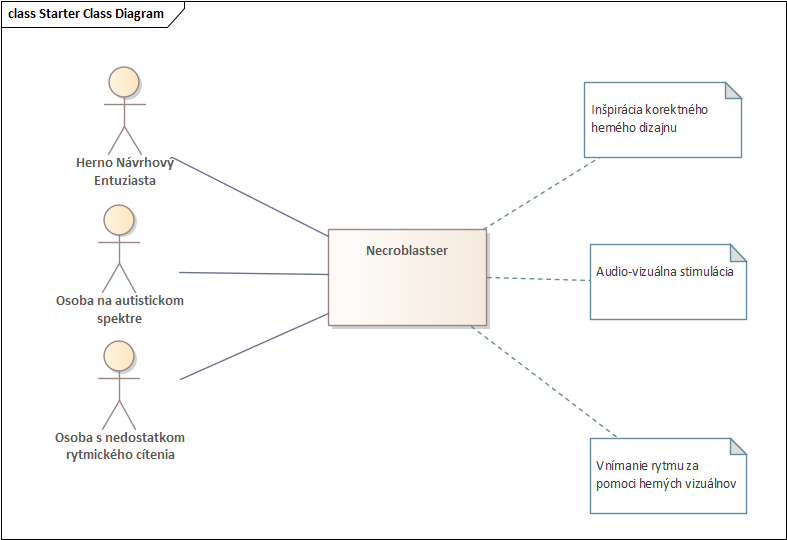 class Starter Class Diagram
Herno Návrhový
Entuziasta
Osoba na autistickom
spektre
Osoba s nedostatkom
rytmického cítenia
Necroblastser
Inšpirácia korektného
herného dizajnu
Audio-vizuálna stimulácia
Vnímanie rytmu za
pomoci herných vizuálnov